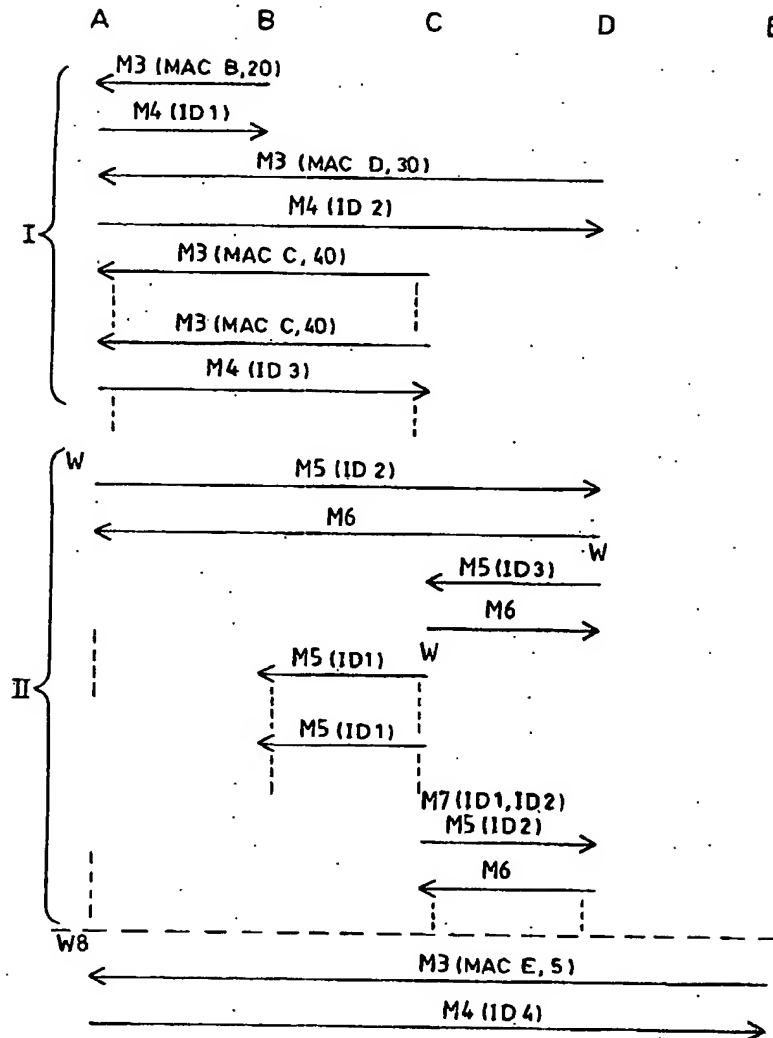 A B C D E
M3 (MAC B,20)
M4 (ID1)
M3 (MAC D,30)
M4 (ID 2)
I
M3 (MAC C, 40)
M3 (MAC C,40)
M4 (ID 3)
W
M5 (ID 2)
M6
W
M5 (ID3)
M6
W
M5 (ID1)
II
M5 (ID1)
M7(ID1,ID2)
M5 (ID2)
M6
W8
M3 (MAC E, 5)
M4 (ID4)